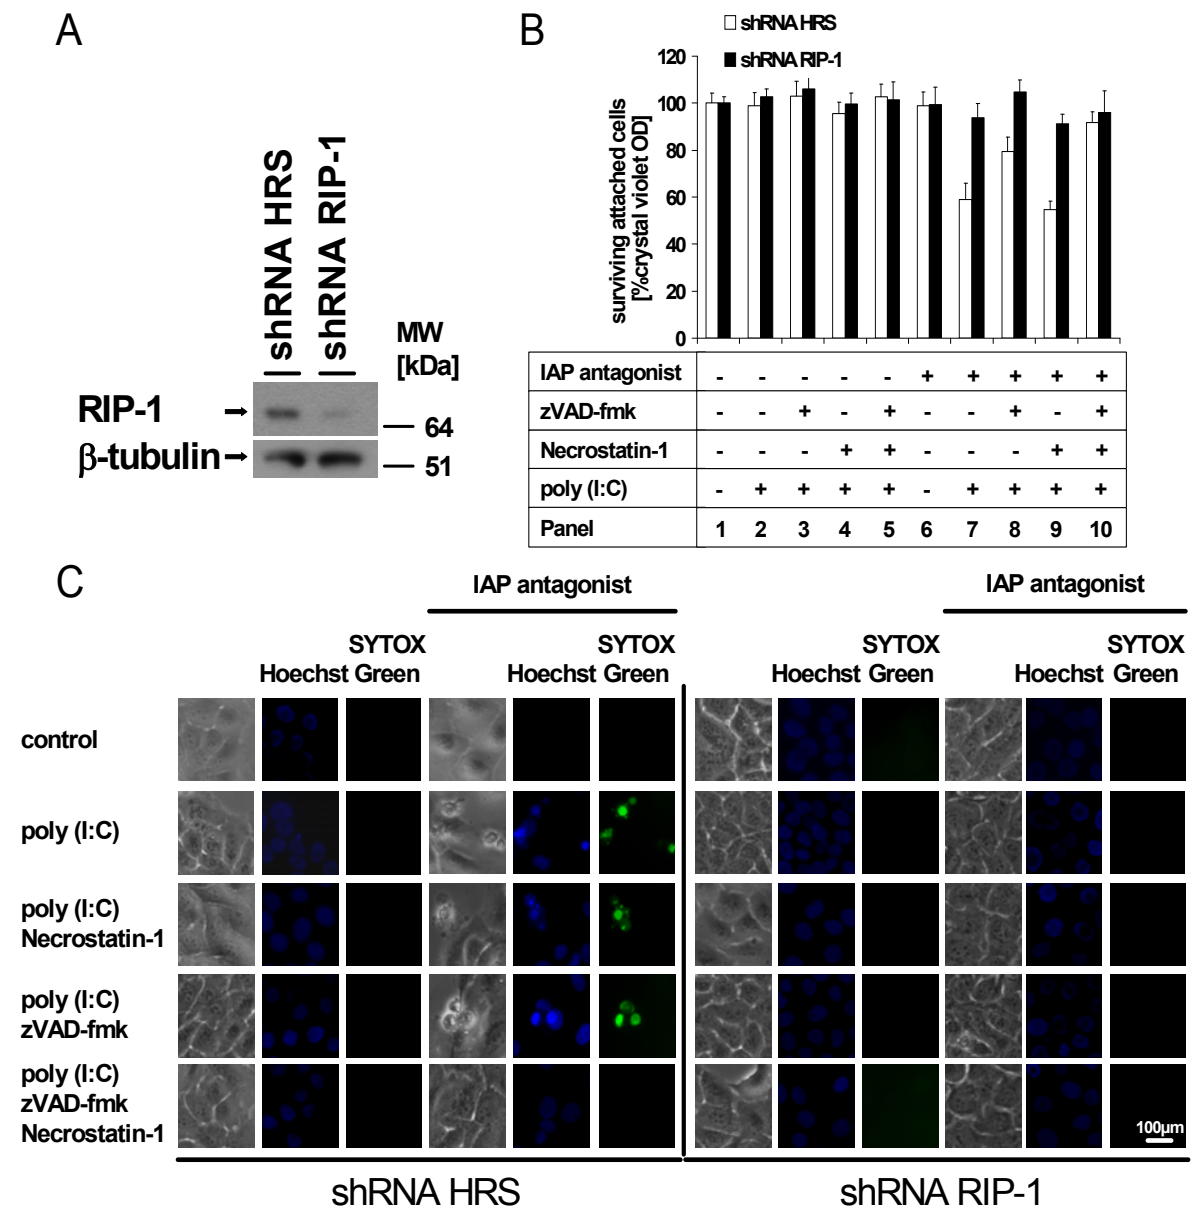 A
shRNA HRS
shRNA RIP-1
MW
[kDa]
RIP-1
64
β-tubulin
51
B
shRNA HRS
shRNA RIP-1
surviving attached cells
[%crystal violet OD]
120
100
80
60
40
20
0
IAP antagonist - - - - - + + + + +
zVAD-fmk - - + - + - - + - +
Necrostatin-1 - - - + + - - - + +
poly (I:C) - + + + + - + + + +
Panel 1 2 3 4 5 6 7 8 9 10
C
IAP antagonist IAP antagonist
SYTOX SYTOX SYTOX SYTOX
Hoechst Green Hoechst Green Hoechst Green Hoechst Green
control
poly (I:C)
poly (I:C)
Necrostatin-1
poly (I:C)
zVAD-fmk
poly (I:C)
zVAD-fmk
Necrostatin-1
100µm
shRNA HRS shRNA RIP-1